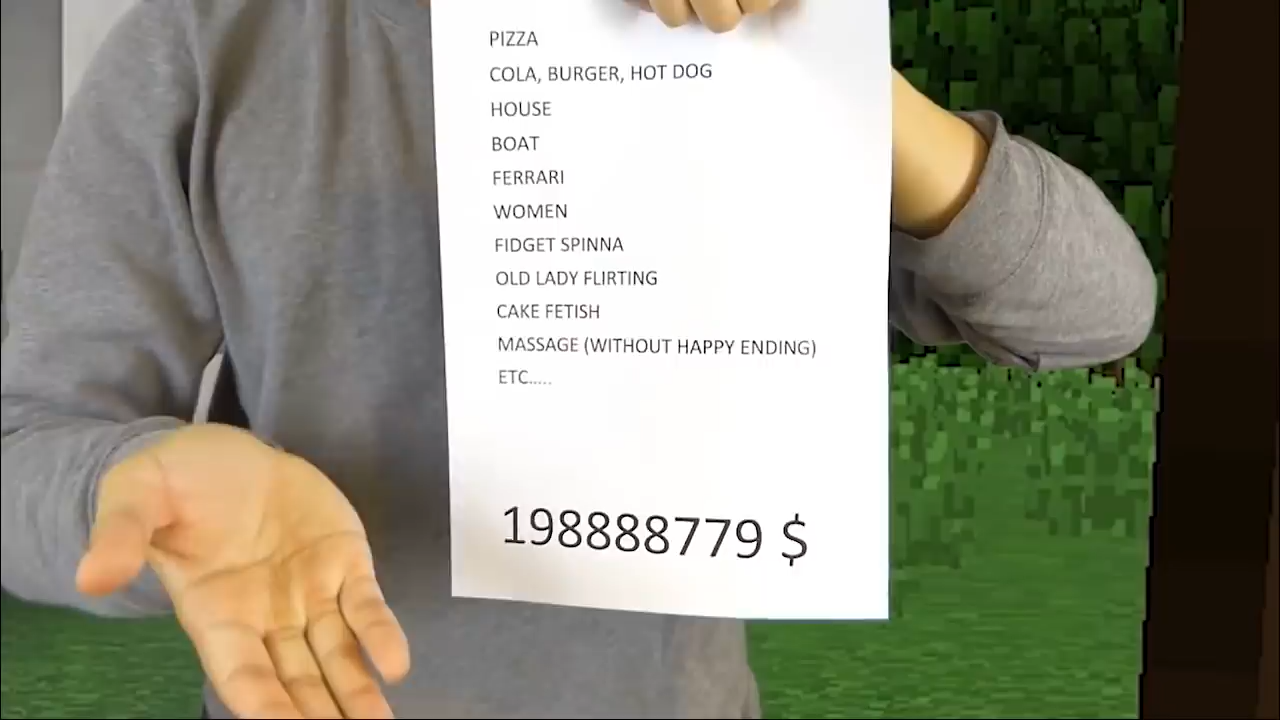 PIZZA
COLA, BURGER, HOT DOG
HOUSE
BOAT
FERRARI
WOMEN
FIDGET SPINNA
OLD LADY FLIRTING
CAKE FETISH
MASSAGE (WITHOUT HAPPY ENDING)
ETC.....
198888779 $